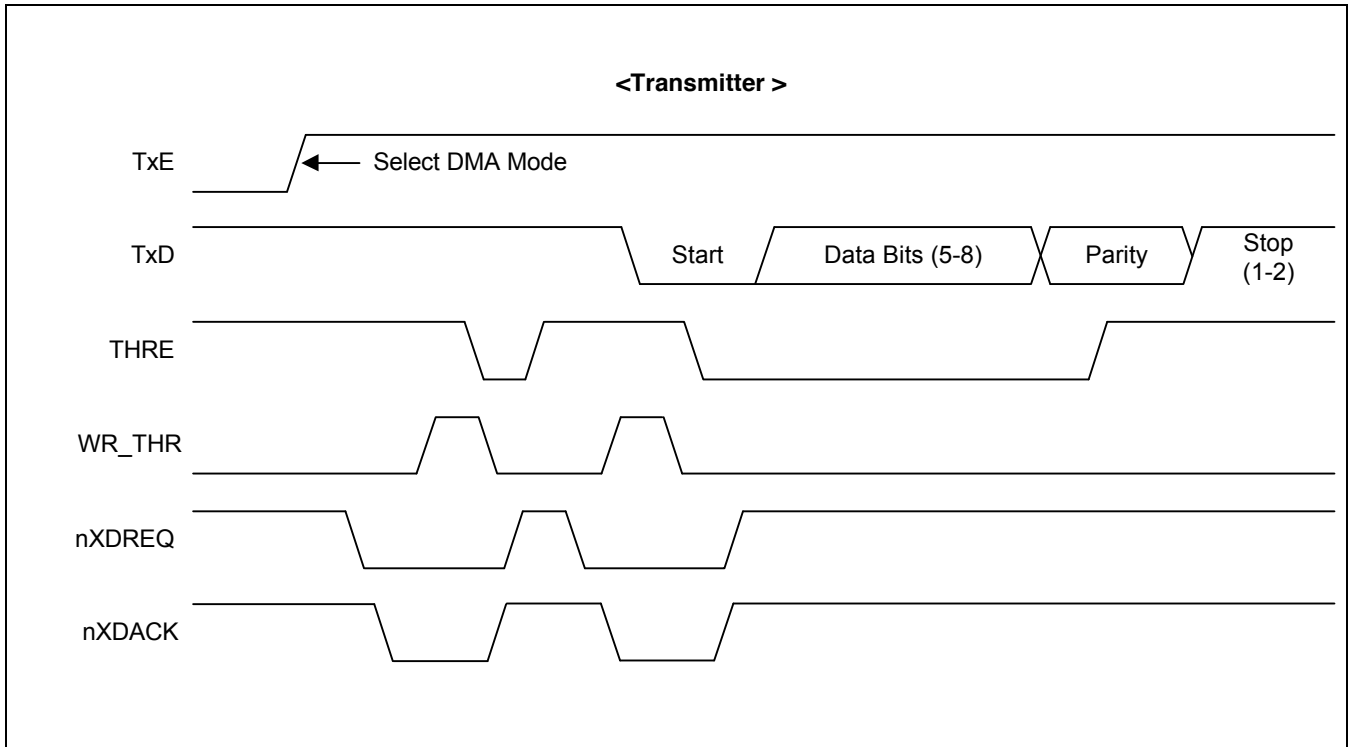 <Transmitter >
TxE
Select DMA Mode
TxD
Start
Data Bits (5-8)
Parity
Stop
(1-2)
THRE
WR_THR
nXDREQ
nXDACK